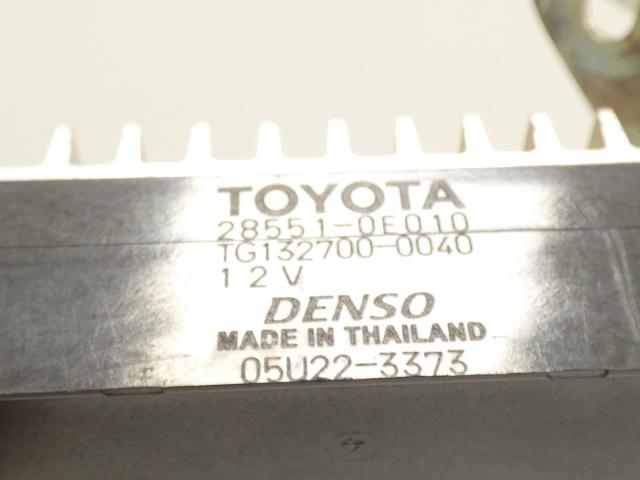 TOYOTA
28551-0E010
TG132700-0040
12V
DENSO
MADE IN THAILAND
05U22-3373